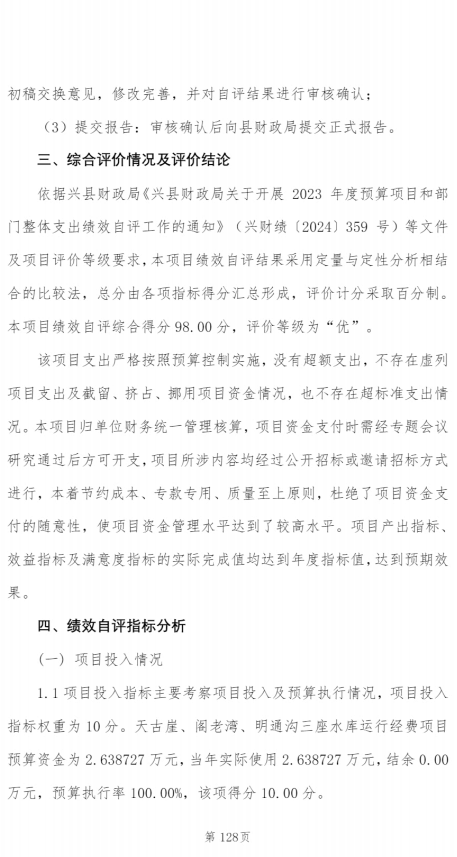 初稿交换意见，修改完善，并对自评结果进行审核确认；
（3）提交报告：审核确认后向县财政局提交正式报告。
三、综合评价情况及评价结论
依据兴县财政局《兴县财政局关于开展 2023 年度预算项目和部
门整体支出绩效自评工作的通知》（兴财绩〔2024〕359 号）等文件
及项目评价等级要求，本项目绩效自评结果采用定量与定性分析相结
合的比较法，总分由各项指标得分汇总形成，评价计分采取百分制。
本项目绩效自评综合得分 98.00 分，评价等级为“优”。
该项目支出严格按照预算控制实施，没有超额支出，不存在虚列
项目支出及截留、挤占、挪用项目资金情况，也不存在超标准支出情
况。本项目归单位财务统一管理核算，项目资金支付时需经专题会议
研究通过后方可开支，项目所涉内容均经过公开招标或邀请招标方式
进行，本着节约成本、专款专用、质量至上原则，杜绝了项目资金支
付的随意性，使项目资金管理水平达到了较高水平。项目产出指标、
效益指标及满意度指标的实际完成值均达到年度指标值，达到预期效
果。
四、绩效自评指标分析
(一) 项目投入情况
1.1 项目投入指标主要考察项目投入及预算执行情况，项目投入
指标权重为 10 分。天古崖、阁老湾、明通沟三座水库运行经费项目
预算资金为 2.638727 万元，当年实际使用 2.638727 万元，结余 0.00
万元，预算执行率 100.00%，该项得分 10.00 分。
第 128页